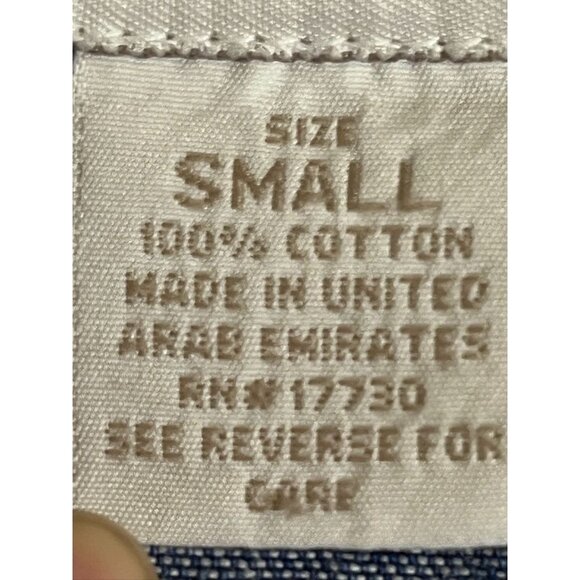 SIZE
SMALL
100% COTTON
MADE IN UNITED
ARAB EMIRATES
RN# 17730
SEE REVERSE FOR
CARE